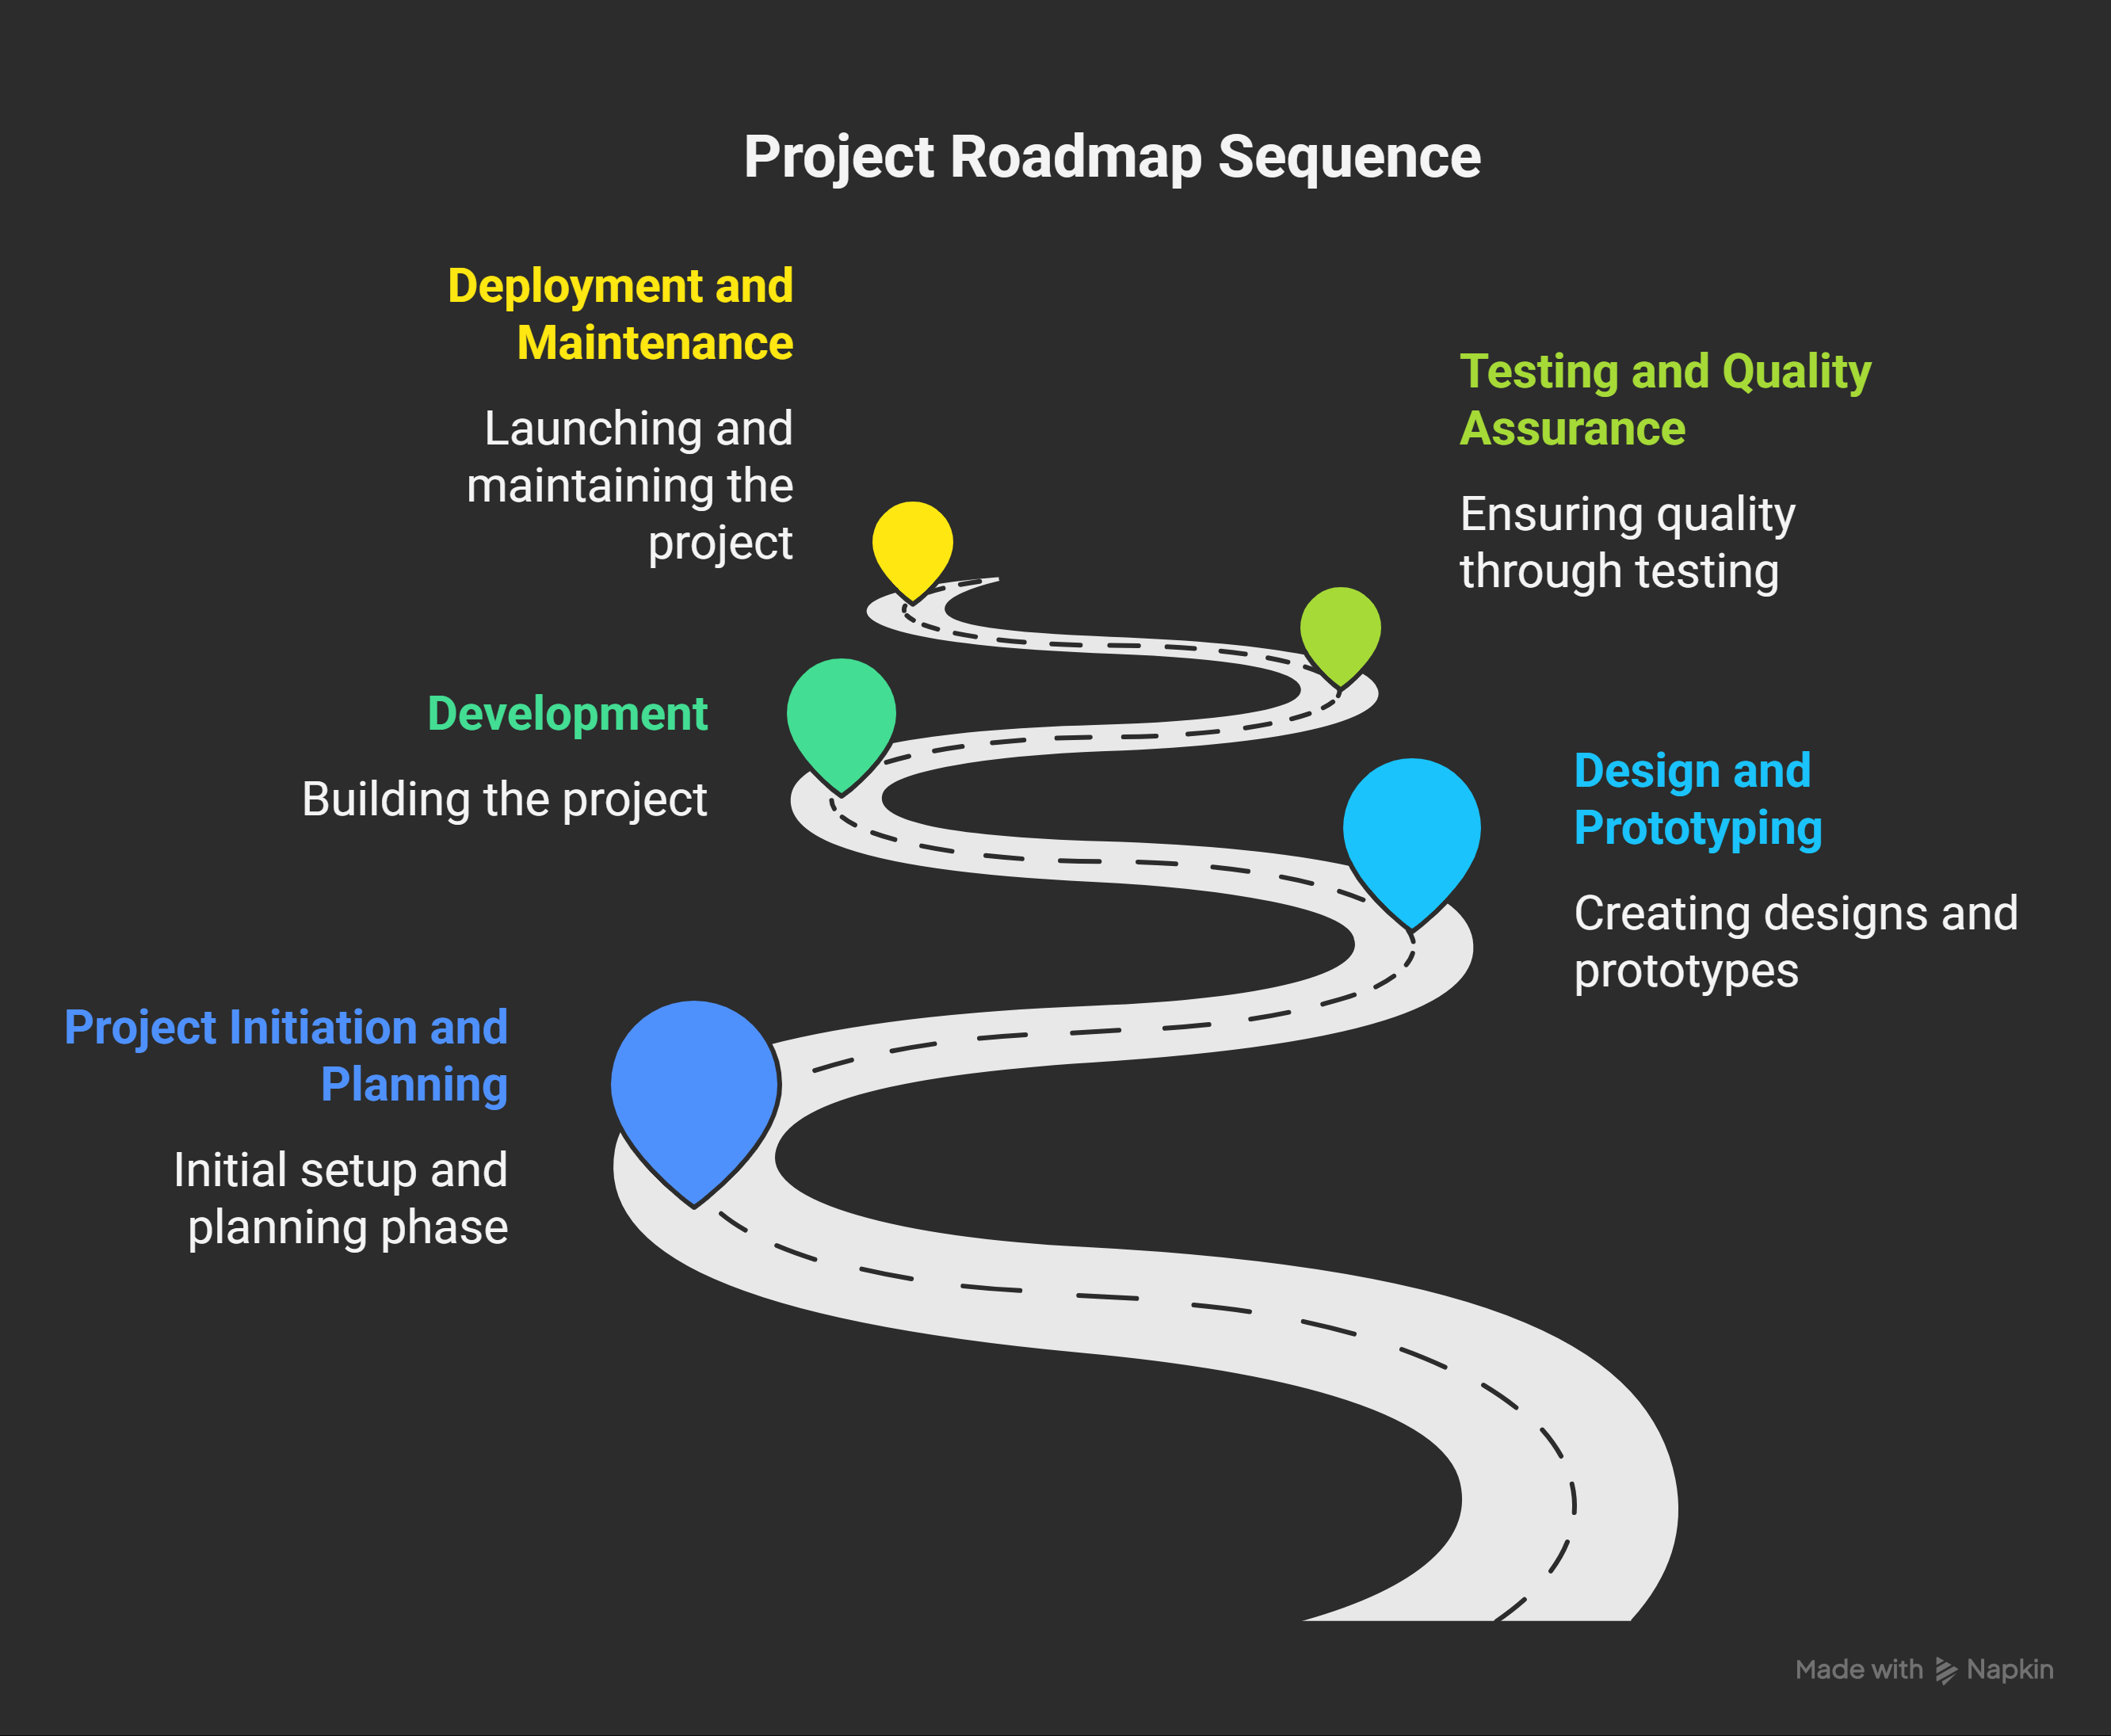 Project Roadmap Sequence
Deployment and
Maintenance
Launching and
maintaining the
project
Testing and Quality
Assurance
Ensuring quality
through testing
Development
Building the project
Design and
Prototyping
Creating designs and
prototypes
Project Initiation and
Planning
Initial setup and
planning phase
Made with Napkin